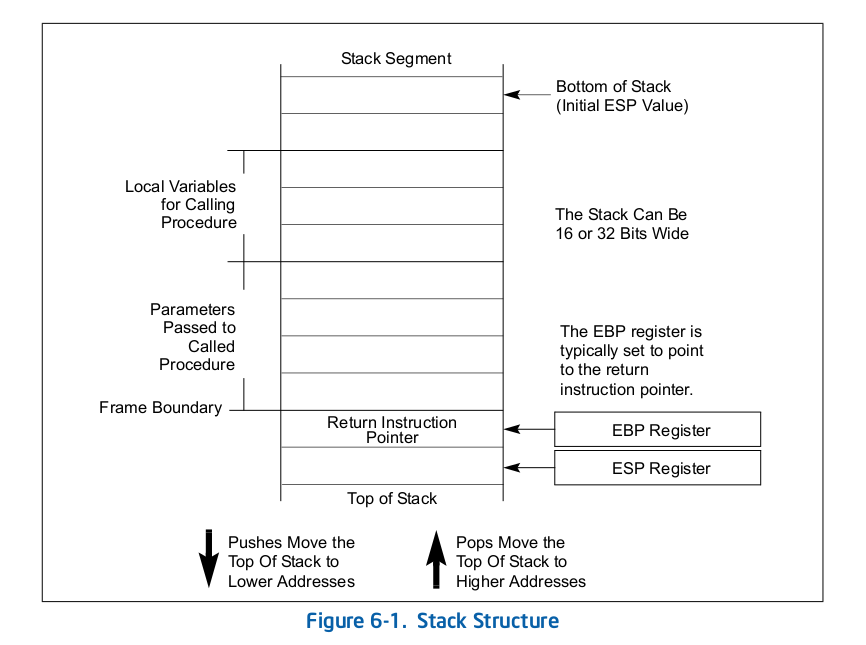 Stack Segment
Bottom of Stack
(Initial ESP Value)
Local Variables
for Calling
Procedure
The Stack Can Be
16 or 32 Bits Wide
Parameters
Passed to
Called
Procedure
The EBP register is
typically set to point
to the return
instruction pointer.
Frame Boundary
Return Instruction
Pointer
EBP Register
ESP Register
Top of Stack
Pushes Move the
Top Of Stack to
Lower Addresses
Pops Move the
Top Of Stack to
Higher Addresses
Figure 6-1. Stack Structure